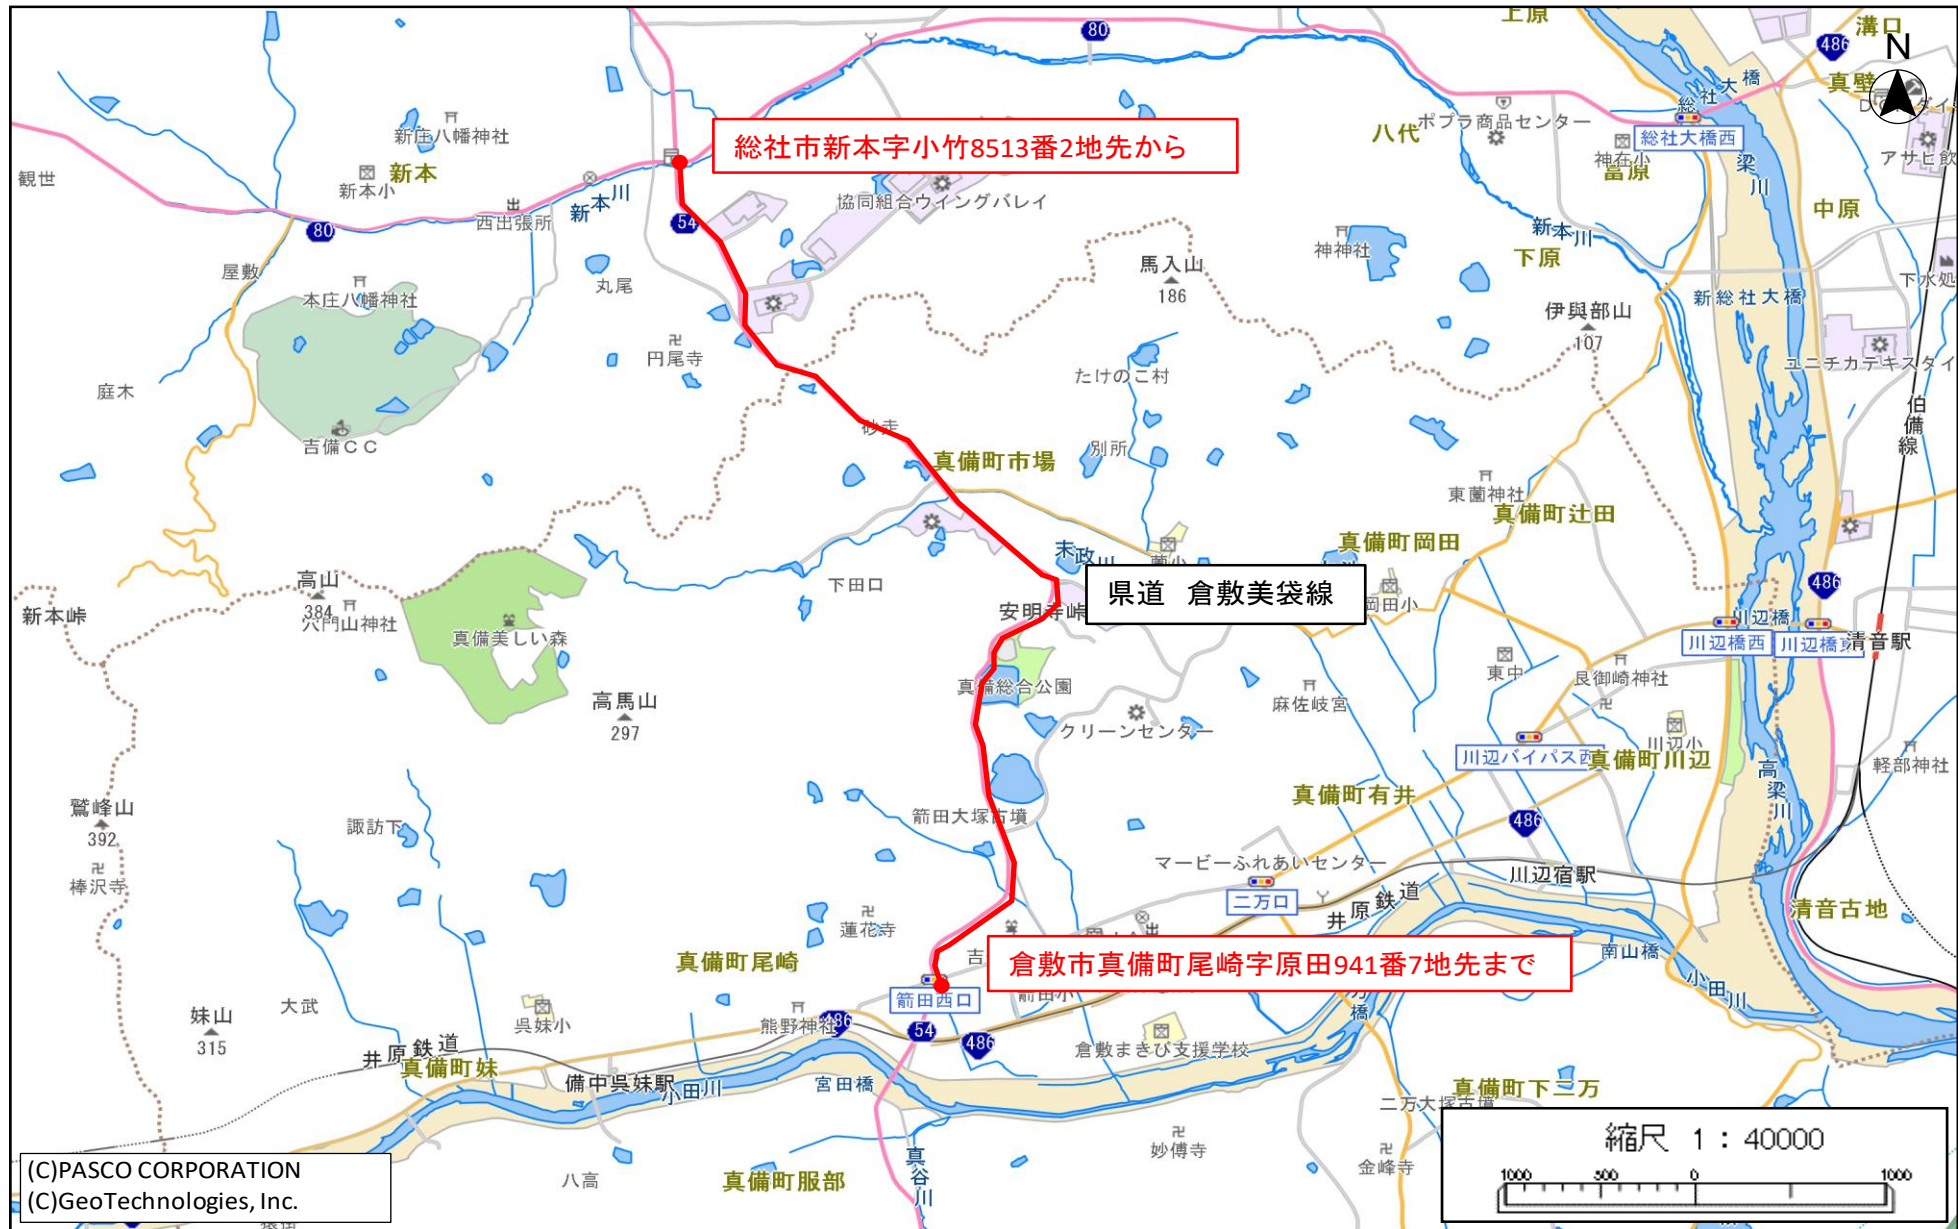 上原
溝口
80
486
N
真壁
総社大橋
ポプラ商品センター
八代
総社大橋西
アサヒ飲
新庄八幡神社
総社市新本字小竹8513番2地先から
神在小
富原
高梁川
観世
新本
新本小
協同組合ウイングバレイ
中原
新本川
西出張所
54
80
新本川
神神社
下原
屋敷
馬入山
186
下水処
丸尾
本庄八幡神社
新総社大橋
伊與部山
107
円尾寺
ユニチカテキスタイ
たけのこ村
庭木
伯備線
砂走
吉備CC
別所
真備町市場
東薗神社
真備町辻田
末政川
真備町岡田
薗小
高山
384
下田口
県道 倉敷美袋線
岡田小
486
新本峠
穴門山神社
安明寺峠
川辺橋
真備美しい森
川辺橋西
清音駅
東中
艮御崎神社
真備総合公園
高馬山
297
麻佐岐宮
クリーンセンター
川辺小
川辺バイパス西
真備町川辺
軽部神社
高梁川
真備町有井
鷲峰山
392
箭田大塚古墳
諏訪下
486
マービーふれあいセンター
川辺宿駅
棒沢寺
二万口
井原鉄道
清音古地
蓮花寺
南山橋
真備町尾崎
倉敷市真備町尾崎字原田941番7地先まで
小田川
箭田西口
箭田小
大武
妹山
315
呉妹小
熊野神社
486
54
486
倉敷まきび支援学校
井原鉄道
真備町妹
備中呉妹駅
小田川
宮田橋
真備町下二万
二万大塚古墳
縮尺 1:40000
妙傅寺
金峰寺
真谷川
(C)PASCO CORPORATION
(C)GeoTechnologies, Inc.
八高
真備町服部
1000 500 0 1000